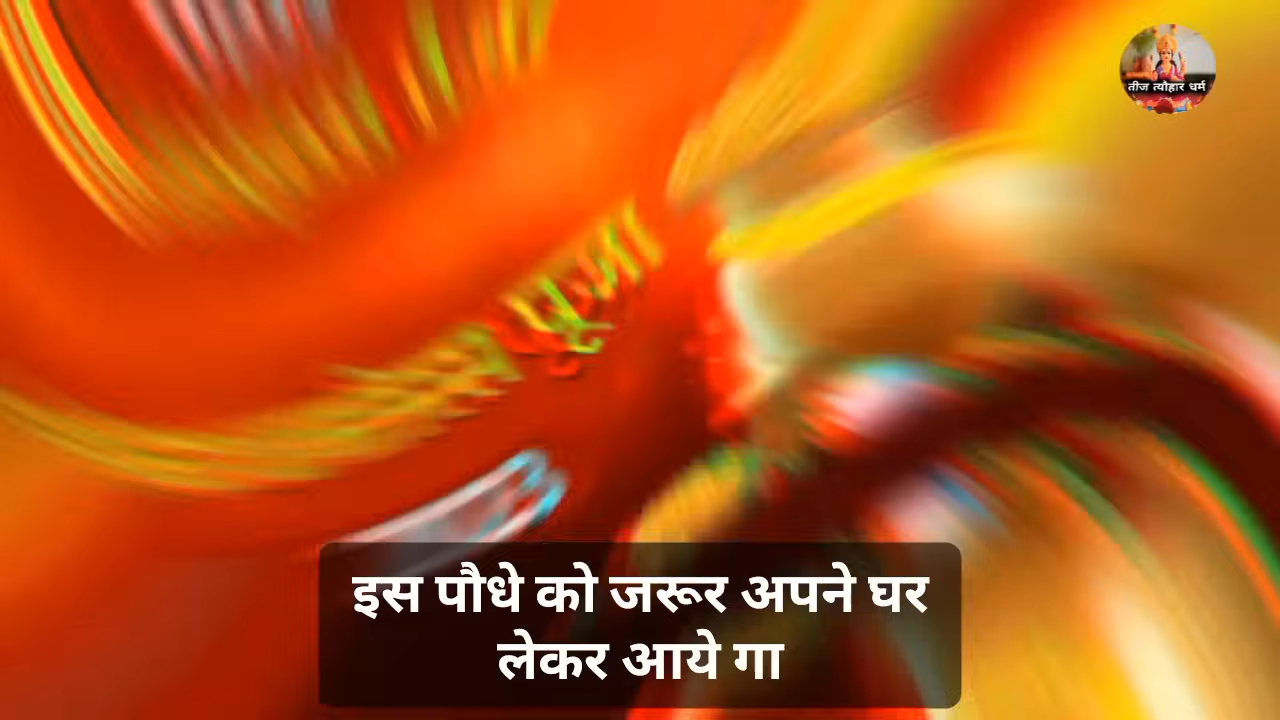 तीज त्यौहार धर्म
इस पौधे को जरूर अपने घर
लेकर आये गा